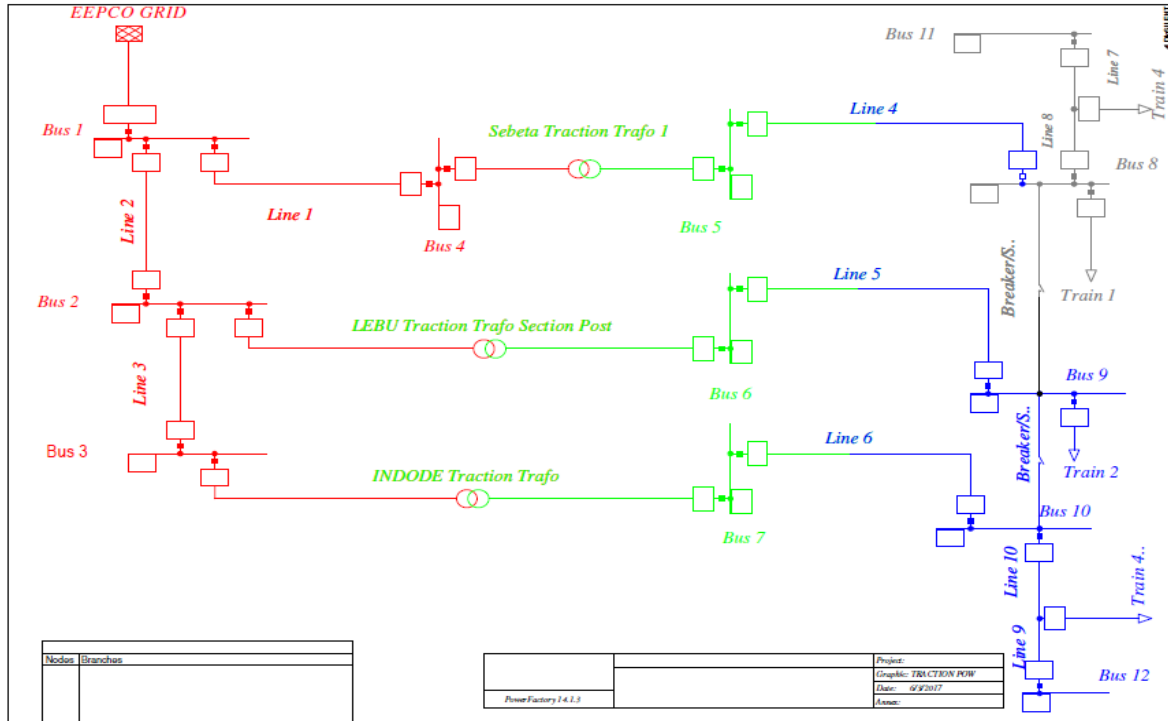 EEPCO GRID
Bus 11
Line 7
Train 4
Bus 1
Sebeta Traction Trafo 1
Line 4
Line 8
Bus 8
Line 2
Line 1
Bus 4
Bus 5
Breaker/S..
Train 1
Bus 2
Line 5
LEBU Traction Trafo Section Post
Line 3
Bus 6
Bus 9
Bus 3
Line 6
Breaker/S..
Train 2
INDODE Traction Trafo
Bus 7
Bus 10
Line 10
Train 4..
Line 9
Bus 12
Nodes Branches
PowerFactory 14.1.3
Project:
Graphic: TRACTION POW
Date: 6/3/2017
Annex: